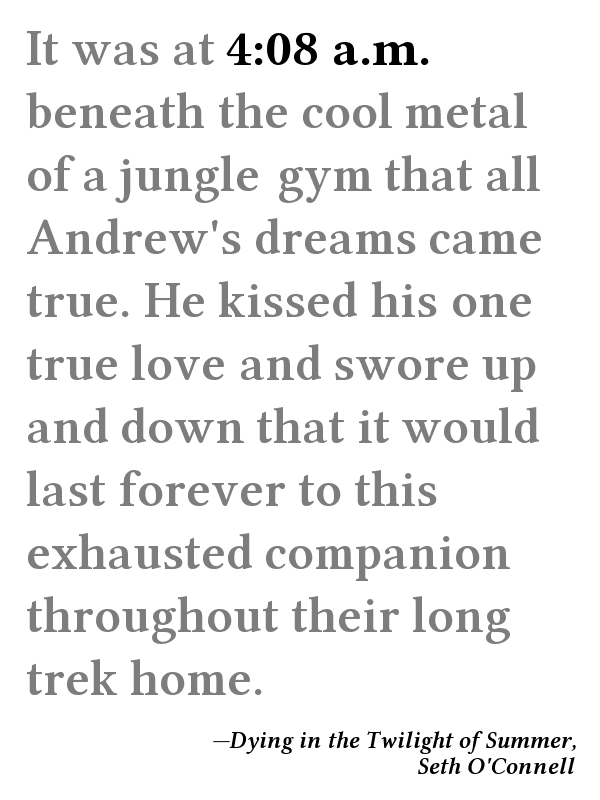 It was at 4:08 a.m.
beneath the cool metal
of a jungle gym that all
Andrew's dreams came
true. He kissed his one
true love and swore up
and down that it would
last forever to this
exhausted companion
throughout their long
trek home.
—Dying in the Twilight of Summer,
Seth O'Connell